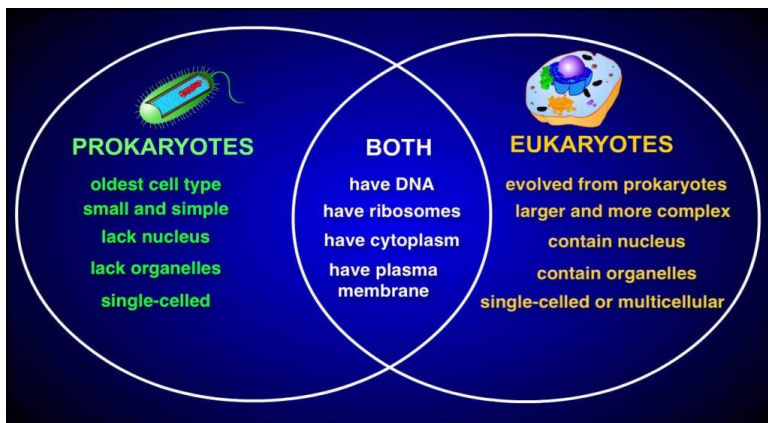 PROKARYOTES
oldest cell type
small and simple
lack nucleus
lack organelles
single-celled
BOTH
have DNA
have ribosomes
have cytoplasm
have plasma
membrane
EUKARYOTES
evolved from prokaryotes
larger and more complex
contain nucleus
contain organelles
single-celled or multicellular